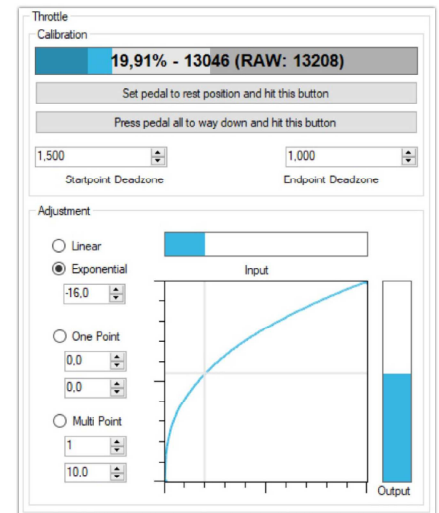 Throttle
Calibration
19,91% - 13046 (RAW: 13208)
Set pedal to rest position and hit this button
Press pedal all to way down and hit this button
1,500 1,000
Startpoint Deadzone Endpoint Deadzone
Adjustment
Linear
Exponential Input
-16,0
One Point
0,0
0,0
Multi Point
1
10,0
Output